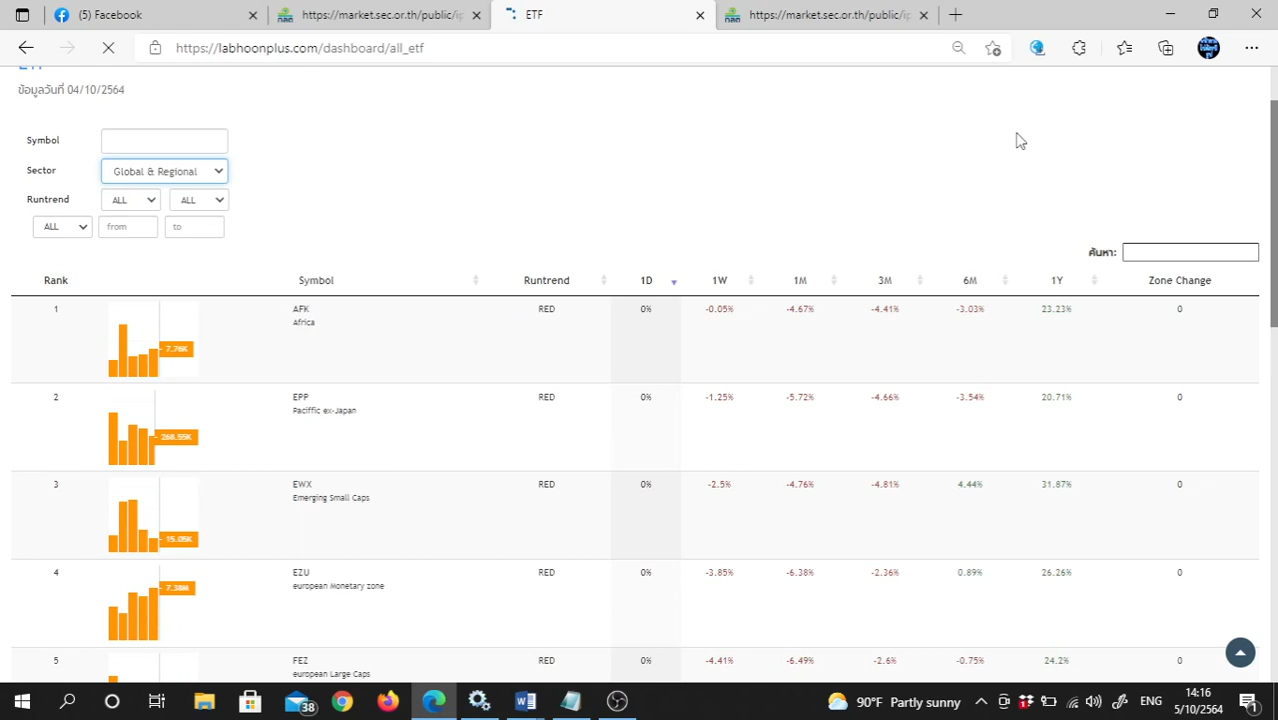 (5) Facebook
https://market.sec.or.th/public/ip
ETF
https://market.sec.or.th/public/ip
https://labhoonplus.com/dashboard/all_etf
ETF
ข้อมูลวันที่ 04/10/2564
Symbol
Sector Global & Regional
Runtrend ALL ALL
ALL from to
ค้นหา:
Rank Symbol Runtrend 1D 1W 1M 3M 6M 1Y Zone Change
1 AFK RED 0% -0.05% -4.67% -4.41% -3.03% 23.23% 0
Africa
7.76K
2 EPP RED 0% -1.25% -5.72% -4.66% -3.54% 20.71% 0
Paciffic ex-Japan
268.55K
3 EWX RED 0% -2.5% -4.76% -4.81% 4.44% 31.87% 0
Emerging Small Caps
15.05K
4 EZU RED 0% -3.85% -6.38% -2.36% 0.89% 26.26% 0
european Monetary zone
7.38M
5 FEZ RED 0% -4.41% -6.49% -2.6% -0.75% 24.2% 0
european Large Caps
38
90°F Partly sunny
ENG
14:16
5/10/2564
1